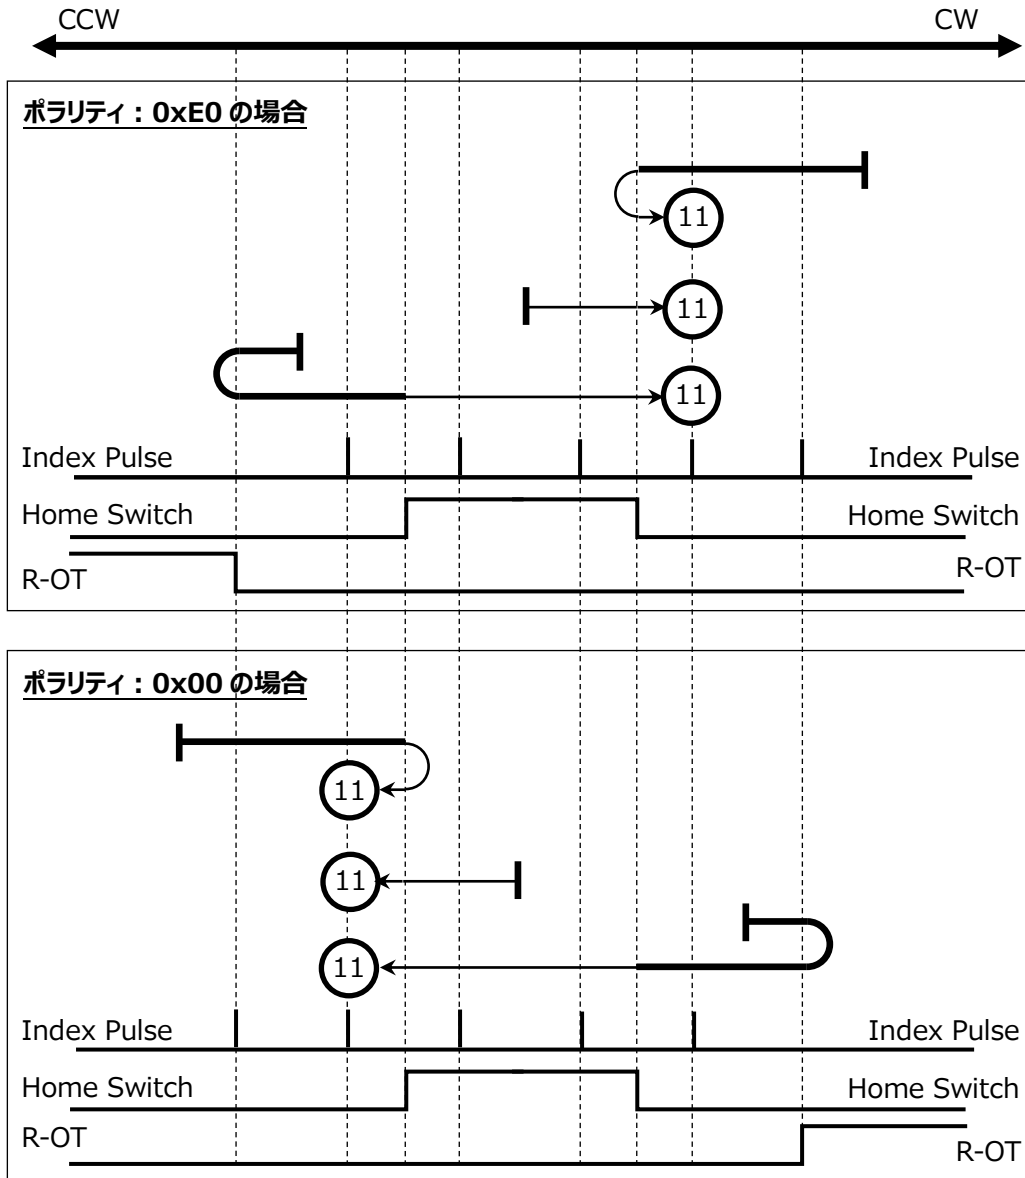 CCW CW
ポラリティ：0xE0 の場合
11
11
11
Index Pulse Index Pulse
Home Switch Home Switch
R-OT R-OT
ポラリティ：0x00 の場合
11
11
11
Index Pulse Index Pulse
Home Switch Home Switch
R-OT R-OT